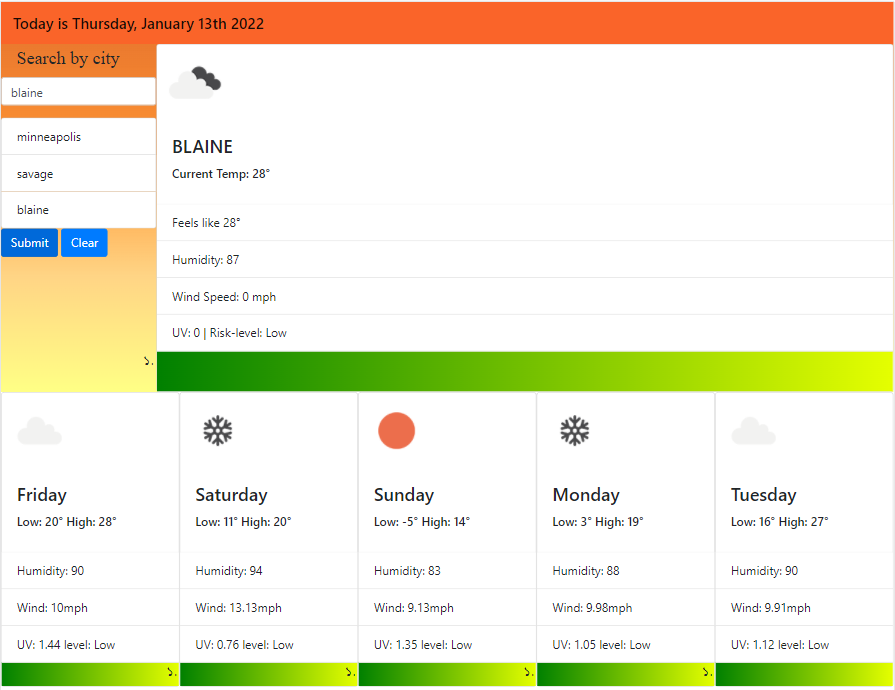 Today is Thursday, January 13th 2022
Search by city
blaine
minneapolis
savage
blaine
Submit Clear
BLAINE
Current Temp: 28°
Feels like 28°
Humidity: 87
Wind Speed: 0 mph
UV: 0 | Risk-level: Low
Friday
Low: 20° High: 28°
Humidity: 90
Wind: 10mph
UV: 1.44 level: Low
Saturday
Low: 11° High: 20°
Humidity: 94
Wind: 13.13mph
UV: 0.76 level: Low
Sunday
Low: -5° High: 14°
Humidity: 83
Wind: 9.13mph
UV: 1.35 level: Low
Monday
Low: 3° High: 19°
Humidity: 88
Wind: 9.98mph
UV: 1.05 level: Low
Tuesday
Low: 16° High: 27°
Humidity: 90
Wind: 9.91mph
UV: 1.12 level: Low